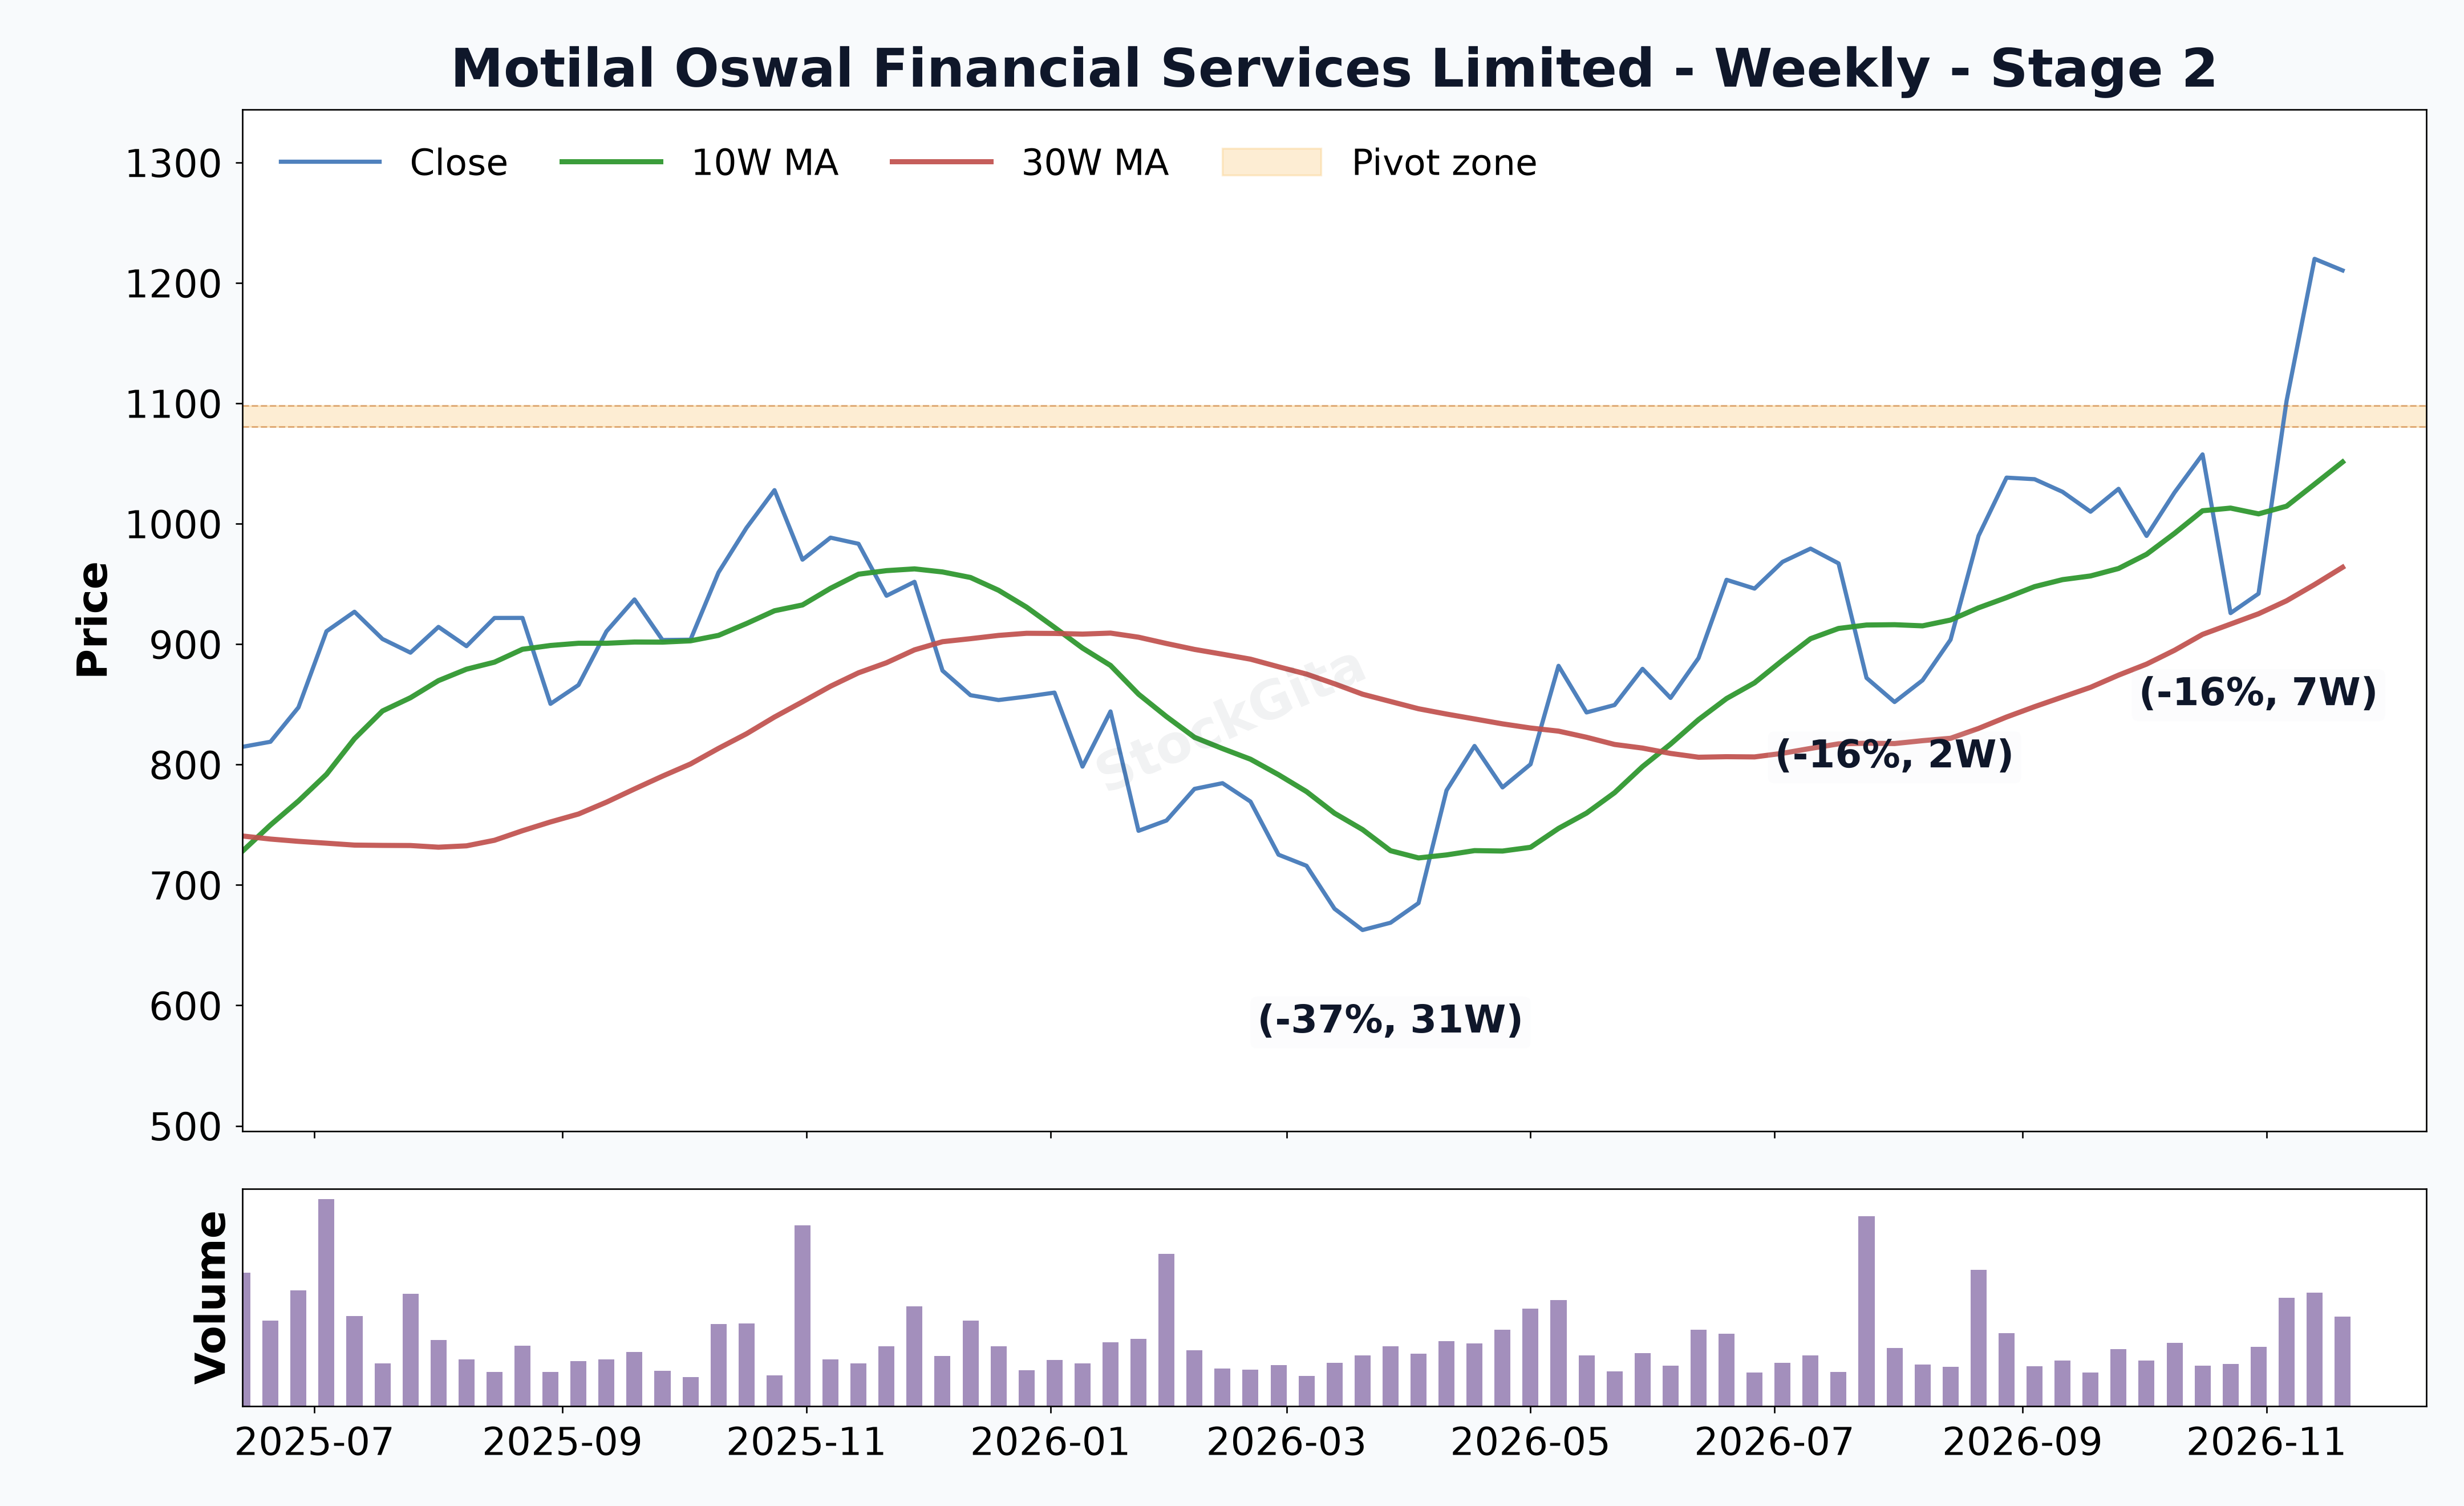 Motilal Oswal Financial Services Limited - Weekly - Stage 2
Close 10W MA 30W MA Pivot zone
1300
1200
1100
1000
900
800
700
600
500
Price
StockGita
(-37%, 31W)
(-16%, 2W)
(-16%, 7W)
Volume
2025-07 2025-09 2025-11 2026-01 2026-03 2026-05 2026-07 2026-09 2026-11